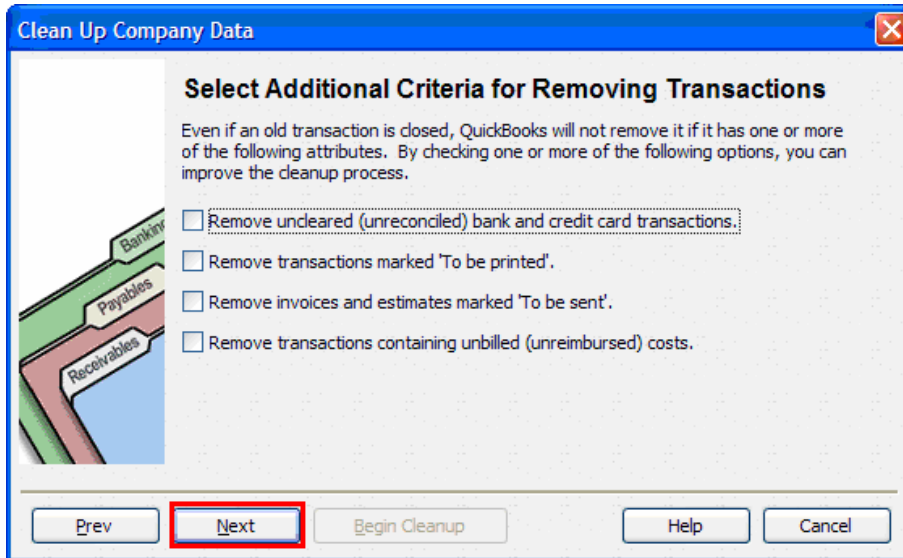 Clean Up Company Data
Select Additional Criteria for Removing Transactions
Even if an old transaction is closed, QuickBooks will not remove it if it has one or more
of the following attributes. By checking one or more of the following options, you can
improve the cleanup process.
Remove uncleared (unreconciled) bank and credit card transactions.
Remove transactions marked 'To be printed'.
Remove invoices and estimates marked 'To be sent'.
Remove transactions containing unbilled (unreimbursed) costs.
Banking
Payables
Receivables
Prev
Next
Begin Cleanup
Help
Cancel